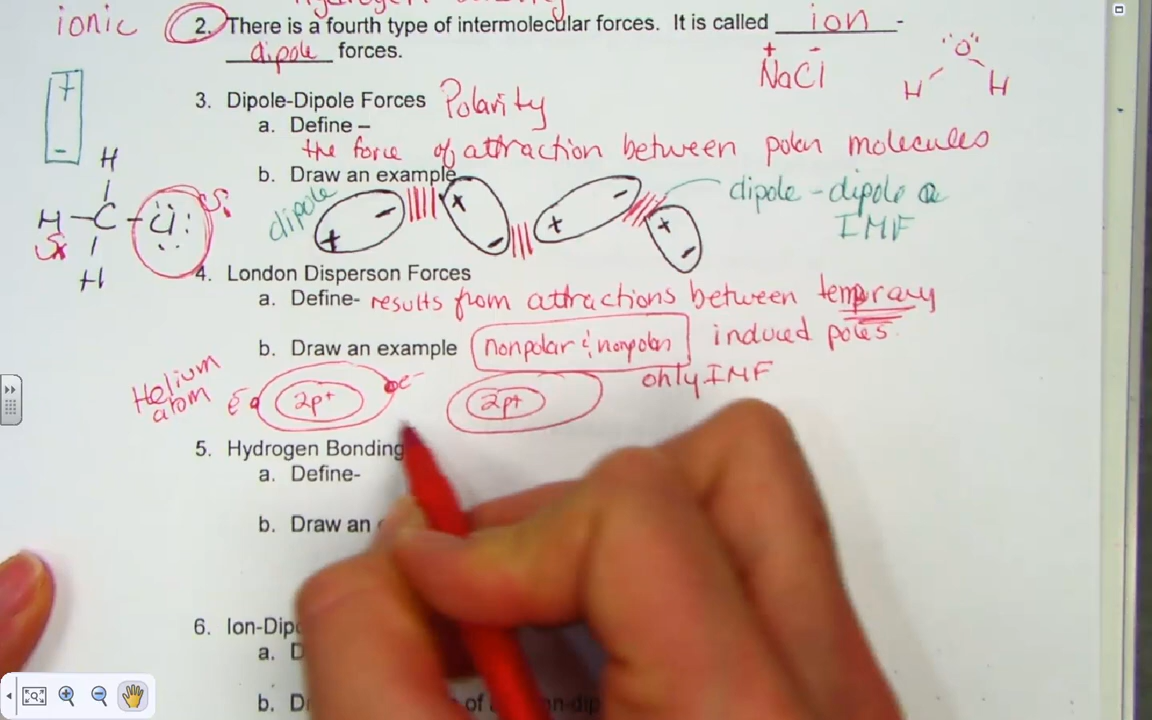 hydrogen
ionic 2. There is a fourth type of intermolecular forces. It is called ion -
dipole forces.
+ -
NaCl
O
H H
+
-
3. Dipole-Dipole Forces Polarity
a. Define –
the force of attraction between polar molecules
b. Draw an example
dipole
+ - + - + - + -
dipole - dipole
IMF
H
H - C - Cl
H
4. London Disperson Forces
a. Define- results from attractions between temporary
induced poles.
b. Draw an example nonpolar & nonpolar
only IMF
Helium
atom
e- 2p+ e- 2p+
5. Hydrogen Bonding
a. Define-
b. Draw an
6. Ion-Dip
a. D
b. D
of